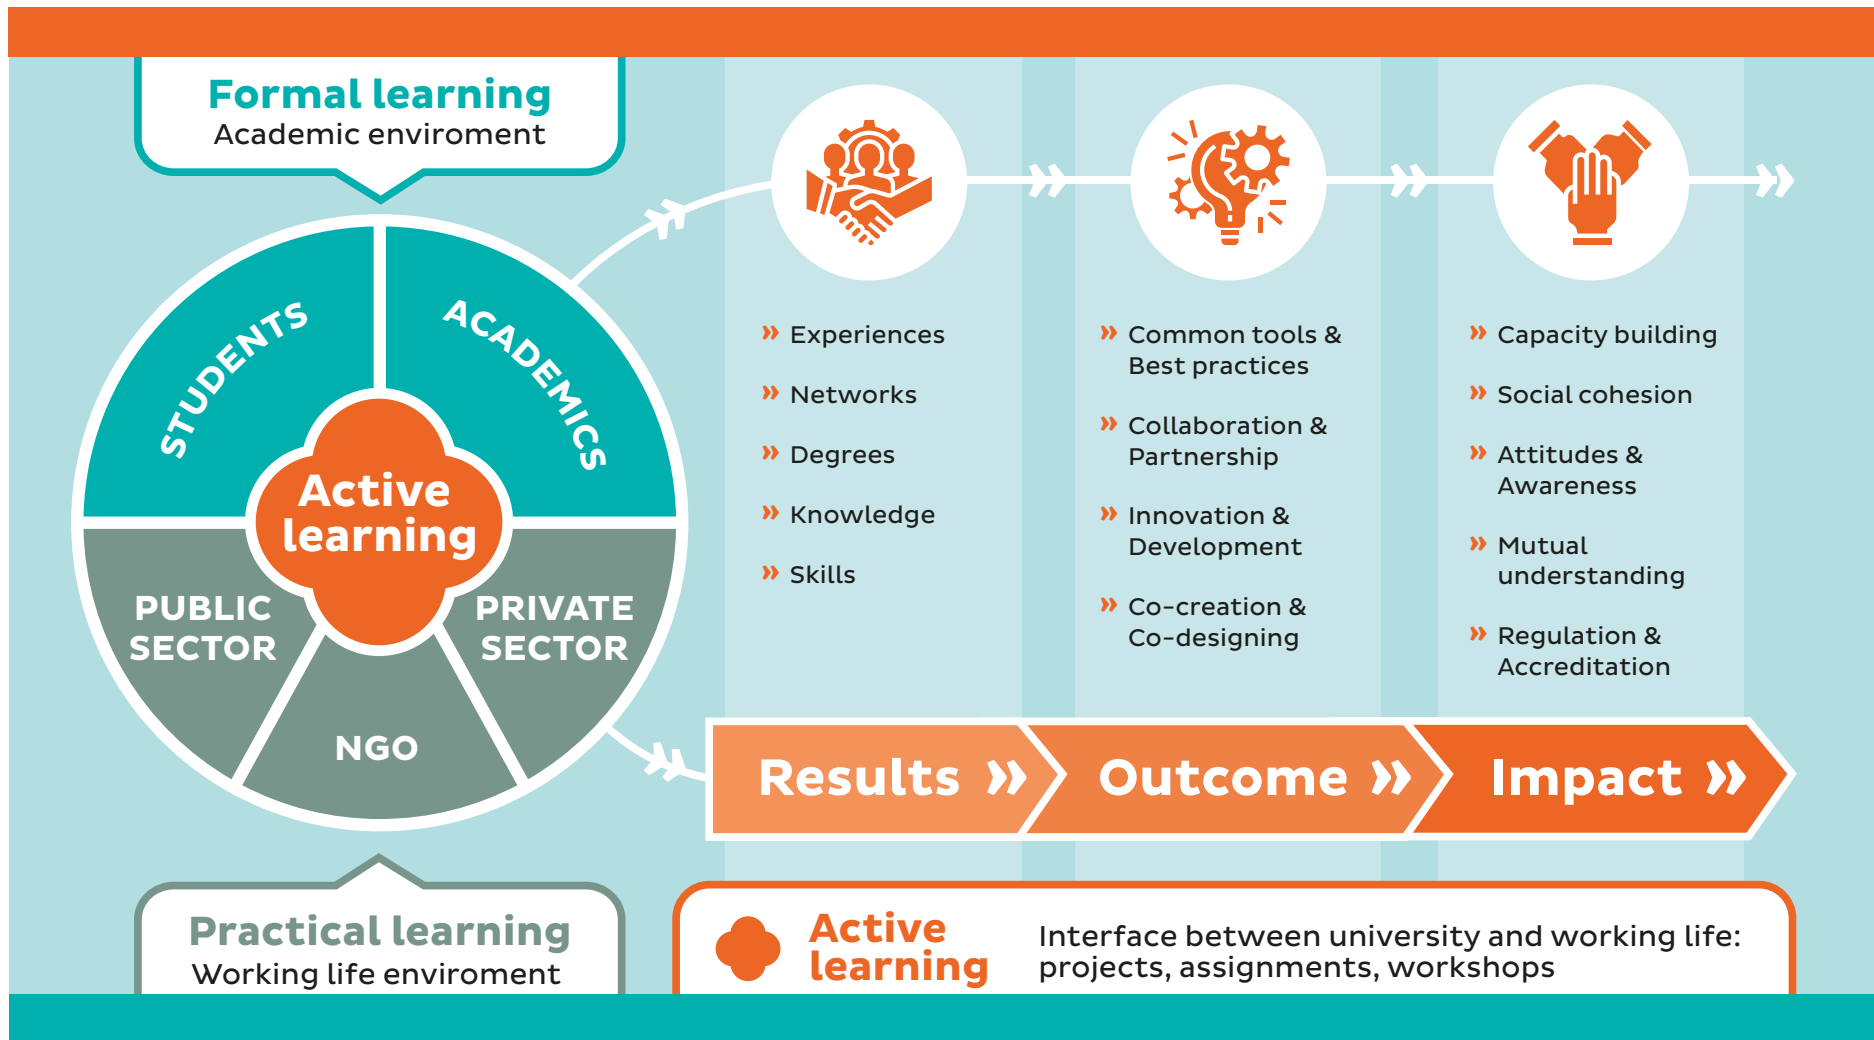 Formal learning
Academic enviroment
STUDENTS
ACADEMICS
Active
learning
PUBLIC
SECTOR
PRIVATE
SECTOR
NGO
Practical learning
Working life enviroment
» Experiences
» Networks
» Degrees
» Knowledge
» Skills
» Common tools &
Best practices
» Collaboration &
Partnership
» Innovation &
Development
» Co-creation &
Co-designing
» Capacity building
» Social cohesion
» Attitudes &
Awareness
» Mutual
understanding
» Regulation &
Accreditation
Results »
Outcome »
Impact »
Active
learning
Interface between university and working life:
projects, assignments, workshops